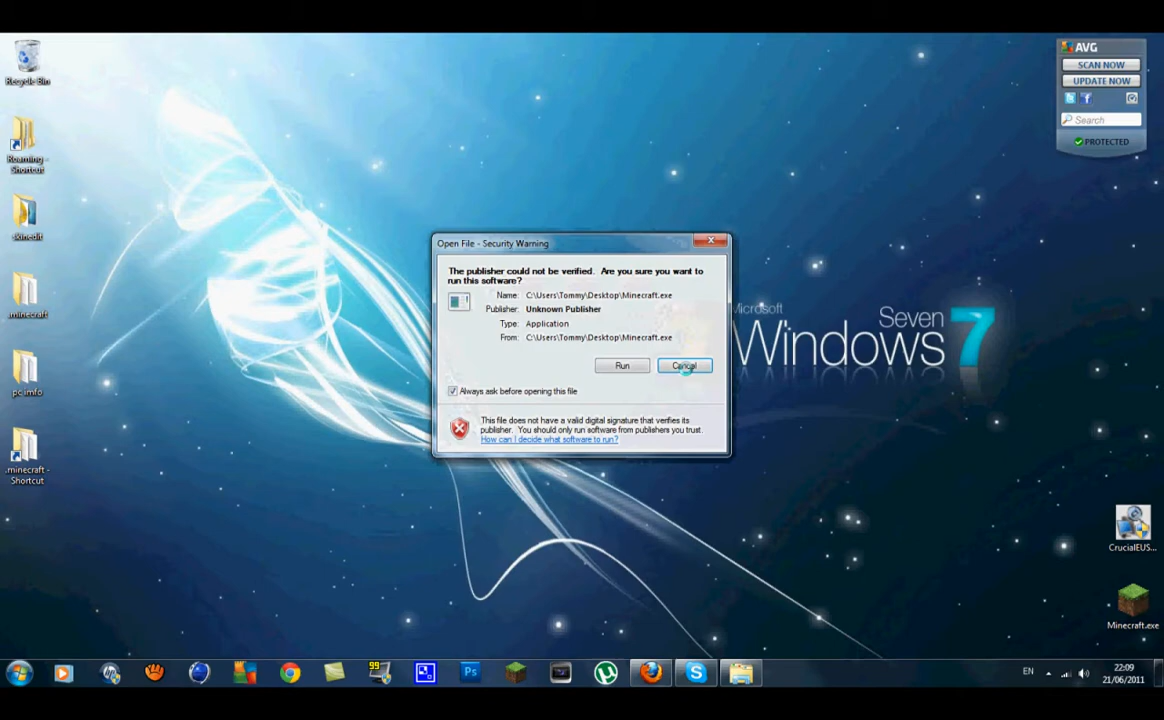 Recycle Bin
Roaming -
Shortcut
skinedit
.minecraft
pc imfo
.minecraft -
Shortcut
AVG
SCAN NOW
UPDATE NOW
Search
PROTECTED
Open File - Security Warning
The publisher could not be verified. Are you sure you want to
run this software?
Name: C:\Users\Tommy\Desktop\Minecraft.exe
Publisher: Unknown Publisher
Type: Application
From: C:\Users\Tommy\Desktop\Minecraft.exe
Run
Cancel
Always ask before opening this file
This file does not have a valid digital signature that verifies its
publisher. You should only run software from publishers you trust.
How can I decide what software to run?
Microsoft
Windows Seven 7
CrucialEUS...
Minecraft.exe
99
Ps
EN
22:09
21/06/2011